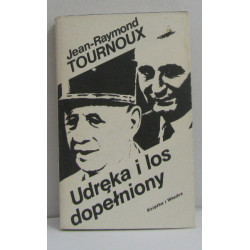 Jean-Raymond
TOURNOUX
Udręka i los
dopełniony
Książka i Wiedza